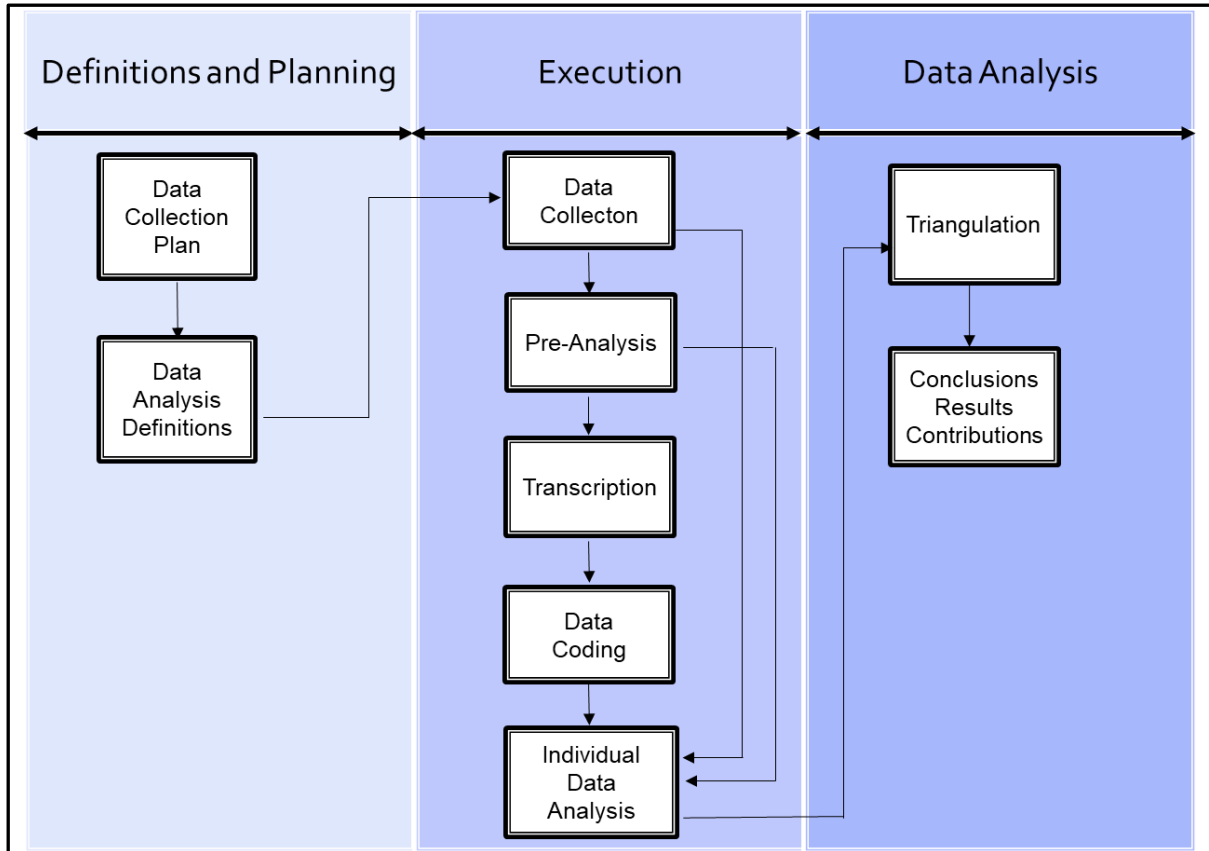 Definitions and Planning
Execution
Data Analysis
Data
Collection
Plan
Data
Analysis
Definitions
Data
Collecton
Pre-Analysis
Transcription
Data
Coding
Individual
Data
Analysis
Triangulation
Conclusions
Results
Contributions